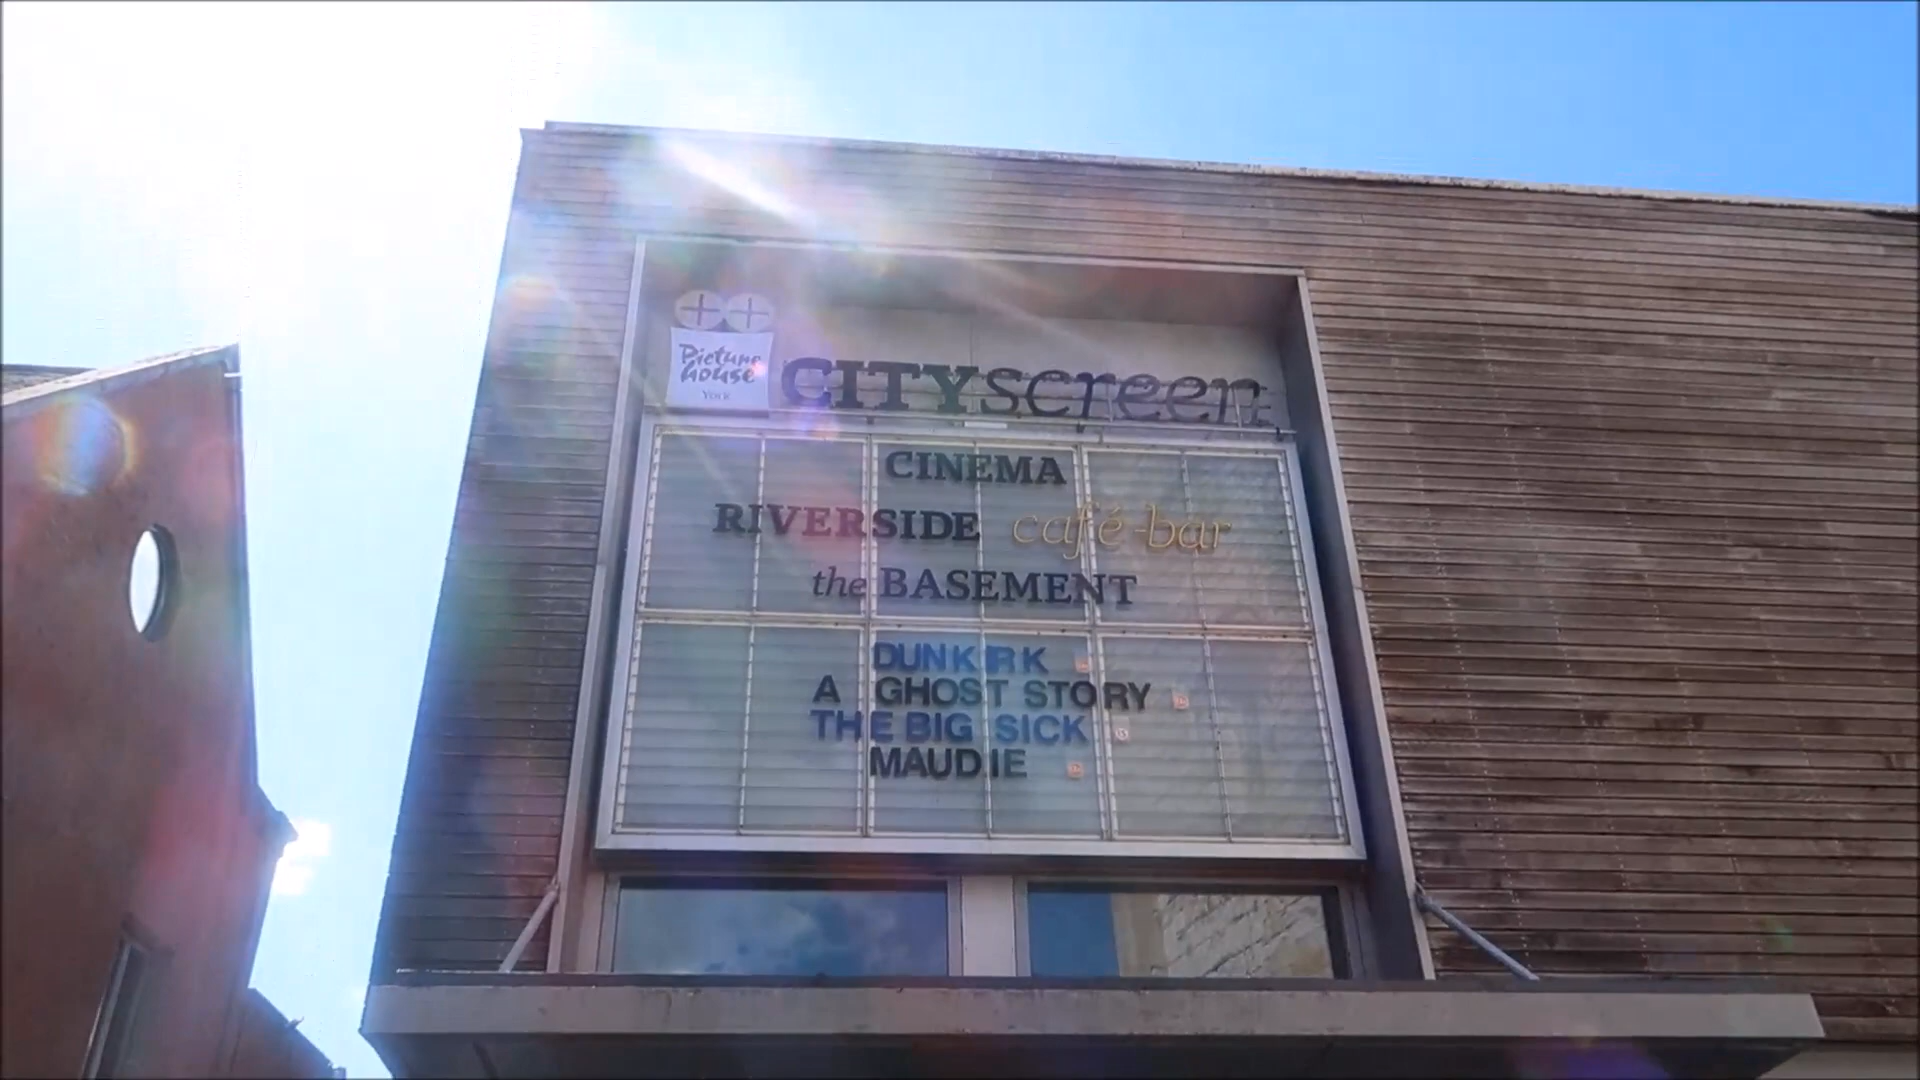 Picture
house
York
CITYscreen
CINEMA
RIVERSIDE café-bar
the BASEMENT
DUNKIRK
A GHOST STORY
THE BIG SICK
MAUDIE